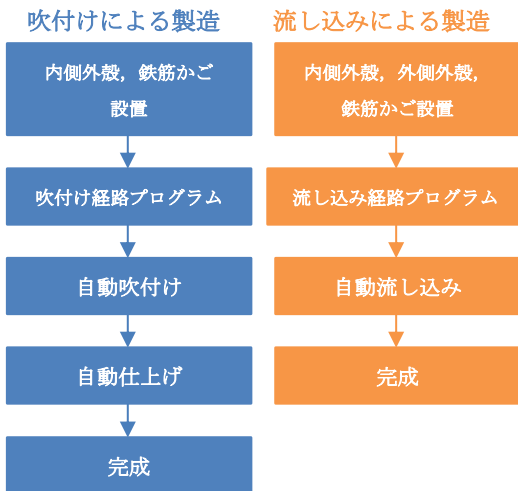 吹付けによる製造
内側外殻，鉄筋かご
設置
吹付け経路プログラム
自動吹付け
自動仕上げ
完成
流し込みによる製造
内側外殻，外側外殻，
鉄筋かご設置
流し込み経路プログラム
自動流し込み
完成